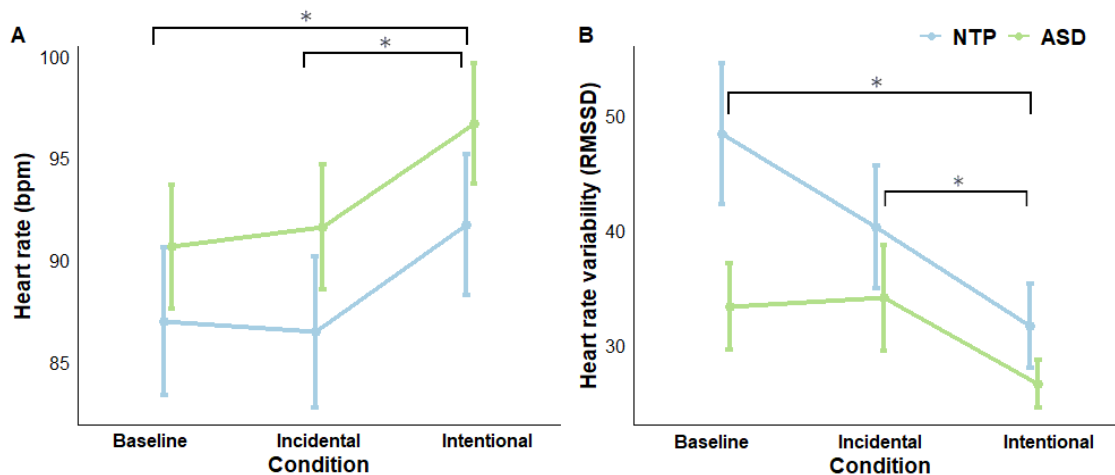 A
Heart rate (bpm)
100
95
90
85
*
*
Baseline Incidental Intentional
Condition
B
NTP ASD
Heart rate variability (RMSSD)
50
40
30
*
*
Baseline Incidental Intentional
Condition